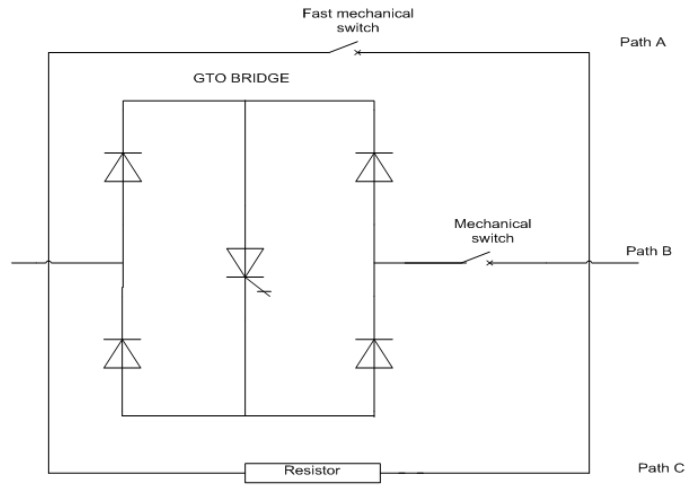 Fast mechanical
switch
Path A
GTO BRIDGE
Mechanical
switch
Path B
Resistor
Path C